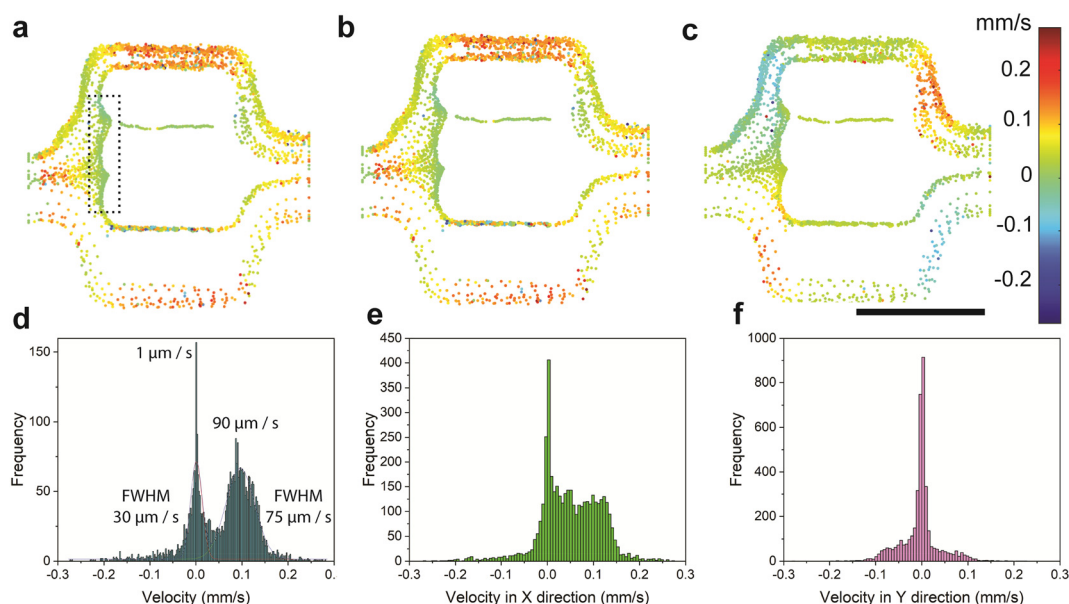 a
b
c
mm/s
0.2
0.1
0
-0.1
-0.2
d
e
f
150
100
50
0
1 µm / s
90 µm / s
FWHM
30 µm / s
FWHM
75 µm / s
Frequency
-0.3 -0.2 -0.1 0.0 0.1 0.2 0.
Velocity (mm/s)
450
400
350
300
250
200
150
100
50
0
Frequency
-0.3 -0.2 -0.1 0.0 0.1 0.2 0.3
Velocity in X direction (mm/s)
1000
800
600
400
200
0
Frequency
-0.3 -0.2 -0.1 0.0 0.1 0.2 0.3
Velocity in Y direction (mm/s)